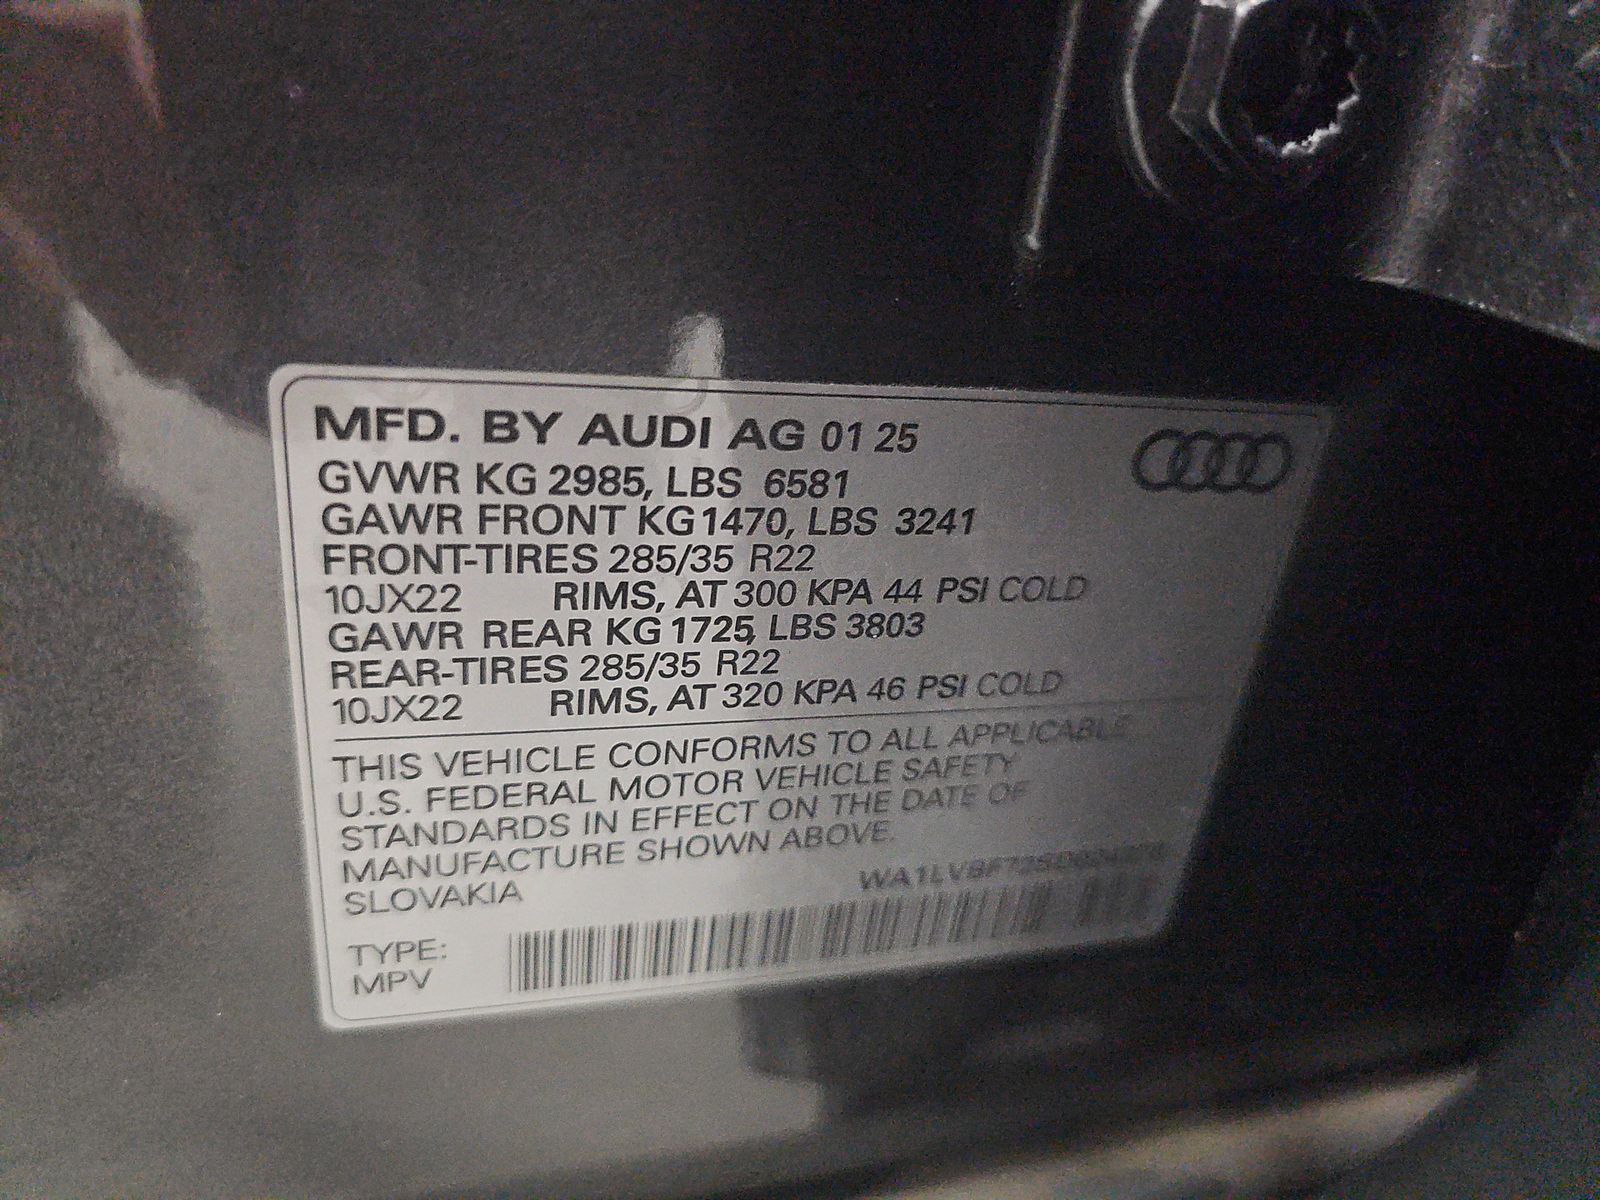 MFD. BY AUDI AG 01 25
GVWR KG 2985, LBS 6581
GAWR FRONT KG 1470, LBS 3241
FRONT-TIRES 285/35 R22
10JX22 RIMS, AT 300 KPA 44 PSI COLD
GAWR REAR KG 1725, LBS 3803
REAR-TIRES 285/35 R22
10JX22 RIMS, AT 320 KPA 46 PSI COLD
THIS VEHICLE CONFORMS TO ALL APPLICABLE
U.S. FEDERAL MOTOR VEHICLE SAFETY
STANDARDS IN EFFECT ON THE DATE OF
MANUFACTURE SHOWN ABOVE.
SLOVAKIA
TYPE:
MPV